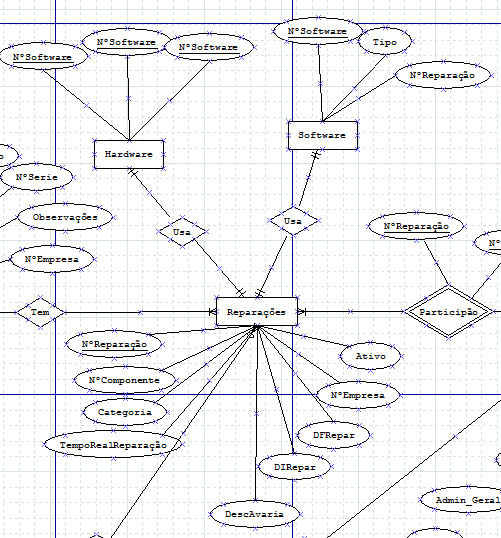 NºSoftware
NºSoftware
NºSoftware
NºSoftware
Tipo
NºReparação
Hardware
Software
NºSerie
Observações
NºEmpresa
Usa
Usa
NºReparação
Tem
Reparações
Participão
NºReparação
NºComponente
Categoria
TempoRealReparação
Ativo
NºEmpresa
DFRepar
DIRepar
DescAvaria
Admin_Geral